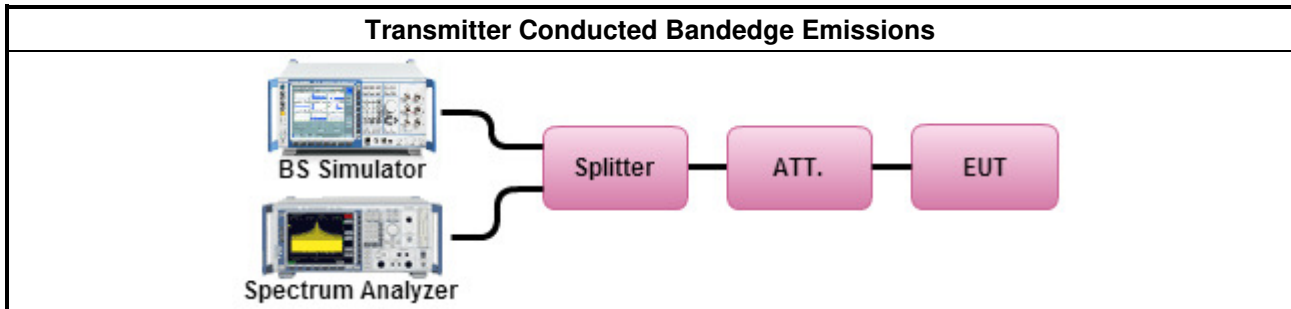 Transmitter Conducted Bandedge Emissions
BS Simulator
Splitter
ATT.
EUT
Spectrum Analyzer